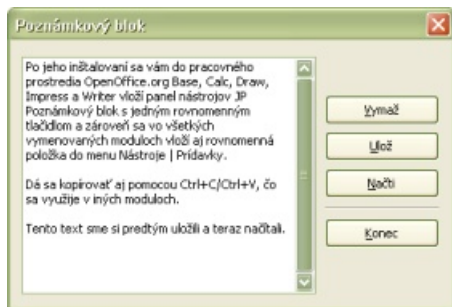 Poznámkový blok
Po jeho inštalovaní sa vám do pracovného
prostredia OpenOffice.org Base, Calc, Draw,
Impress a Writer vloží panel nástrojov JP
Poznámkový blok s jedným rovnomenným
tlačidlom a zároveň sa vo všetkých
vymenovaných moduloch vloží aj rovnomenná
položka do menu Nástroje | Prídavky.
Dá sa kopírovať aj pomocou Ctrl+C/Ctrl+V, čo
sa využije v iných moduloch.
Tento text sme si predtým uložili a teraz načítali.
Vymaž
Ulož
Načti
Konec